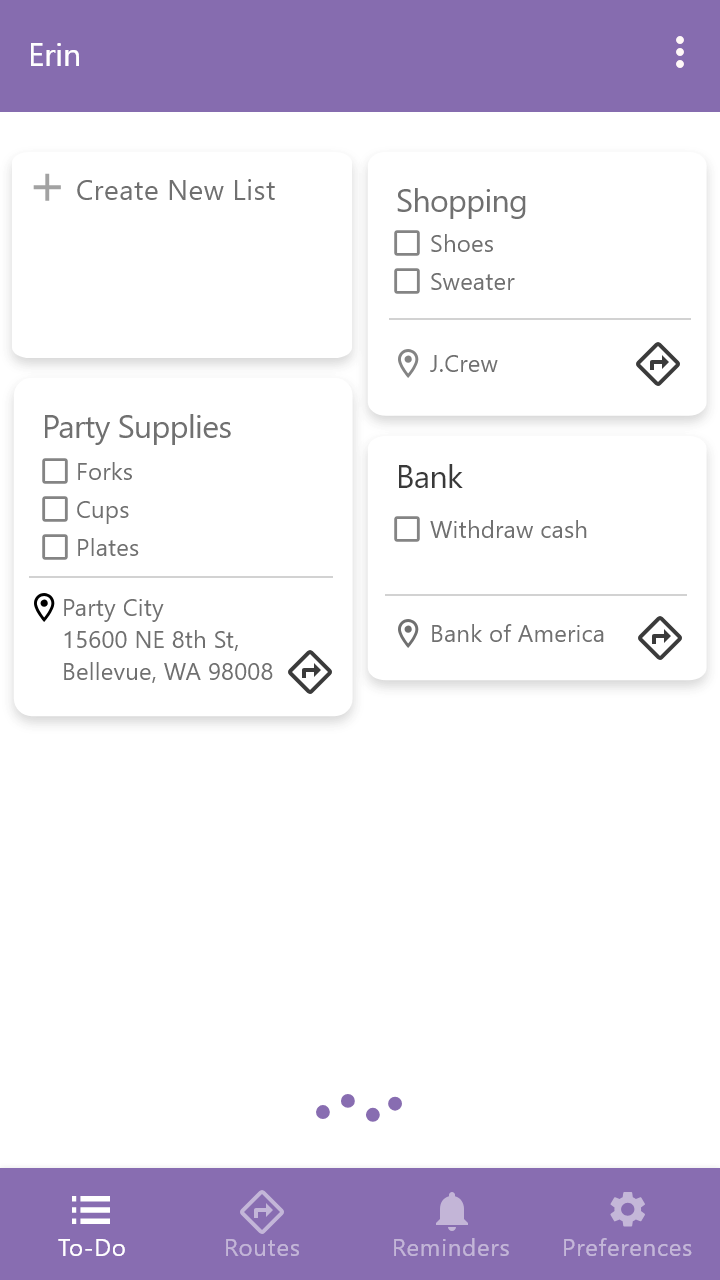 Erin
Create New List
Shopping
Shoes
Sweater
J.Crew
Party Supplies
Forks
Cups
Plates
Party City
15600 NE 8th St,
Bellevue, WA 98008
Bank
Withdraw cash
Bank of America
To-Do
Routes
Reminders
Preferences